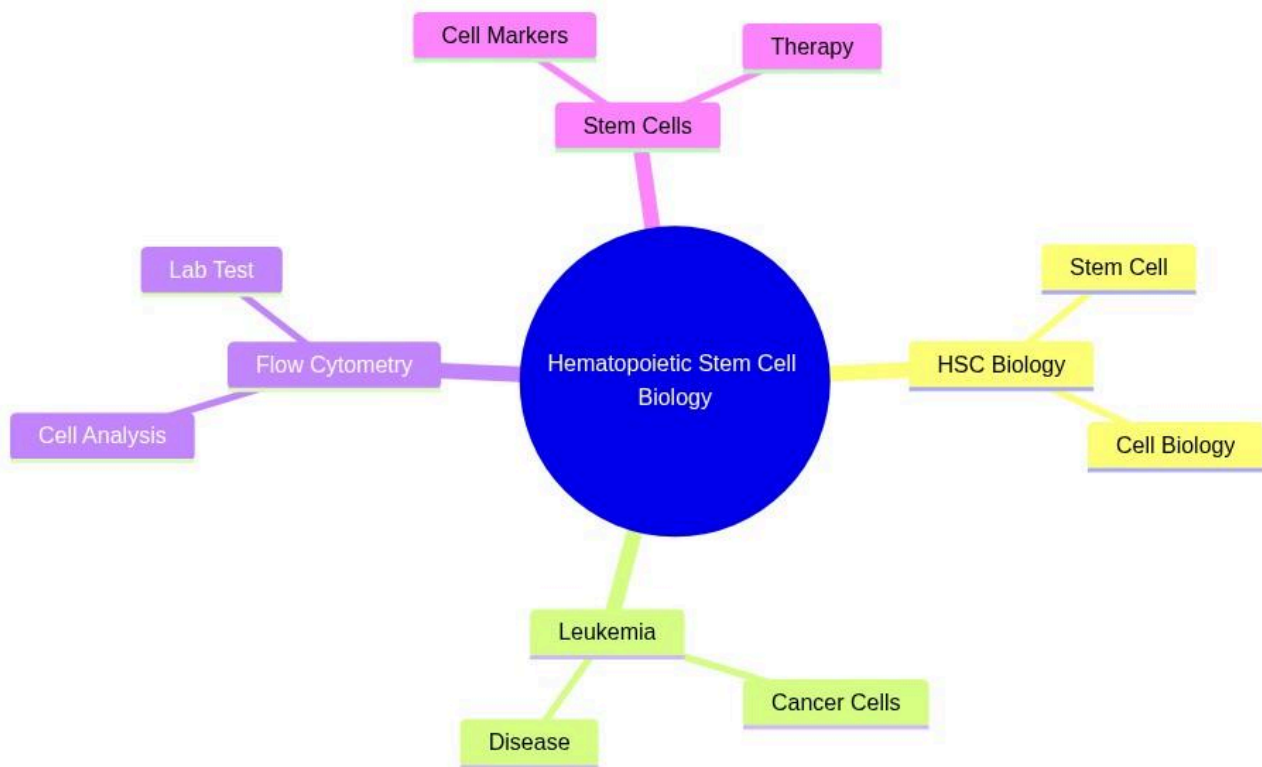 Cell Markers
Therapy
Stem Cells
Lab Test
Stem Cell
Flow Cytometry
Hematopoietic Stem Cell
Biology
HSC Biology
Cell Analysis
Cell Biology
Leukemia
Cancer Cells
Disease